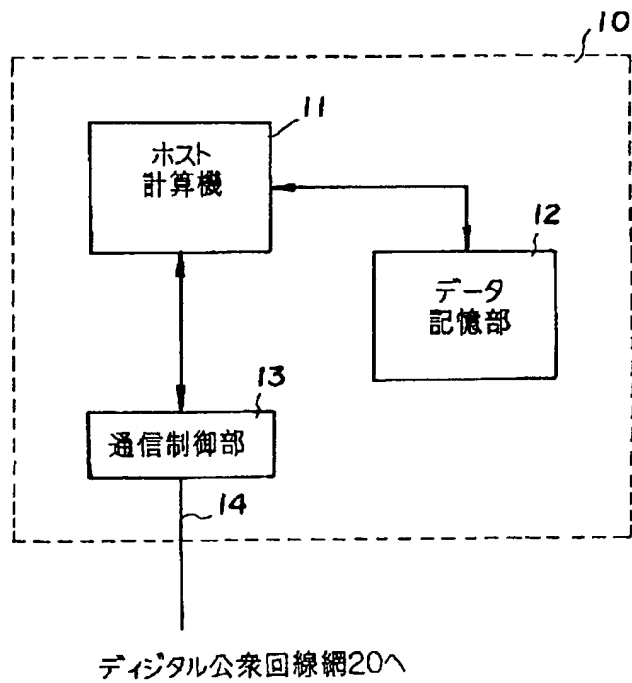 10
11
ホスト
計算機
12
データ
記憶部
13
通信制御部
14
ディジタル公衆回線網20へ